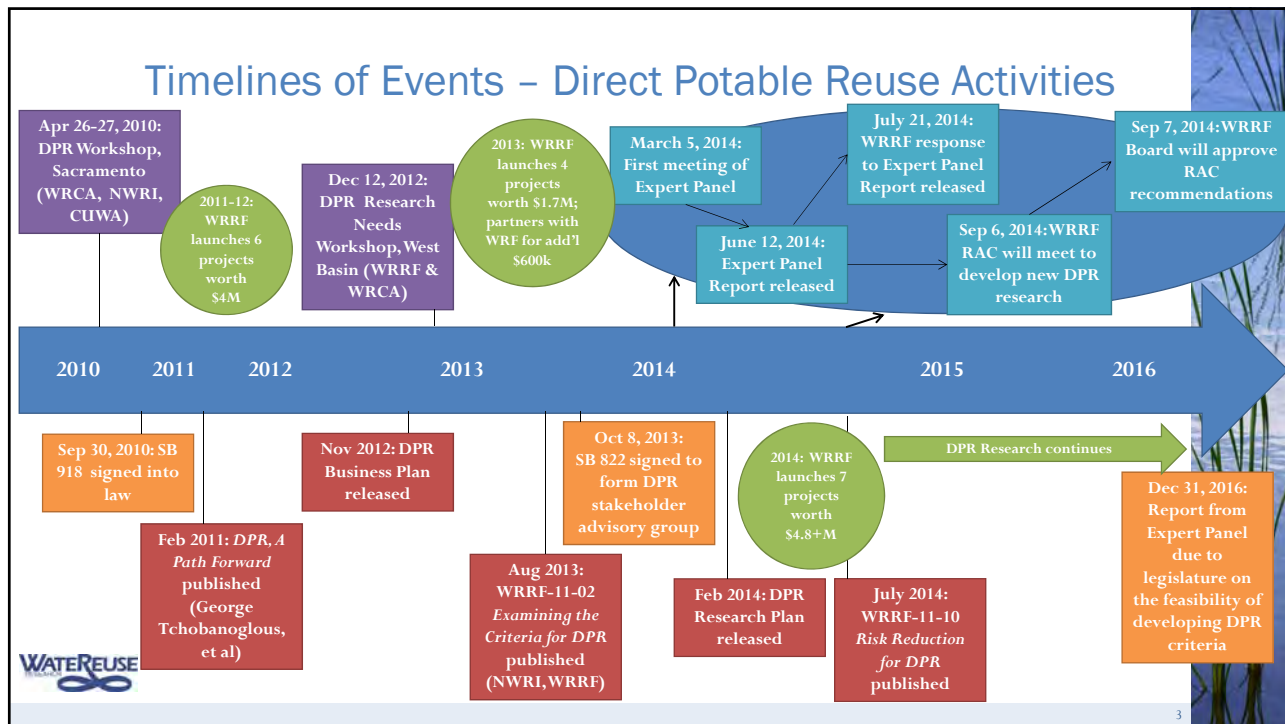 Timelines of Events – Direct Potable Reuse Activities
Apr 26-27, 2010:
DPR Workshop,
Sacramento
(WRCA, NWRI,
CUWA)
2011-12:
WRRF
launches 6
projects
worth
$4M
Dec 12, 2012:
DPR Research
Needs
Workshop, West
Basin (WRRF &
WRCA)
2013: WRRF
launches 4
projects
worth $1.7M;
partners with
WRF for add'l
$600k
March 5, 2014:
First meeting of
Expert Panel
June 12, 2014:
Expert Panel
Report released
July 21, 2014:
WRRF response
to Expert Panel
Report released
Sep 6, 2014:WRRF
RAC will meet to
develop new DPR
research
Sep 7, 2014:WRRF
Board will approve
RAC
recommendations
2010 2011 2012 2013 2014 2015 2016
Sep 30, 2010: SB
918 signed into
law
Feb 2011: DPR, A
Path Forward
published
(George
Tchobanoglous,
et al)
Nov 2012: DPR
Business Plan
released
Aug 2013:
WRRF-11-02
Examining the
Criteria for DPR
published
(NWRI,WRRF)
Oct 8, 2013:
SB 822 signed to
form DPR
stakeholder
advisory group
Feb 2014: DPR
Research Plan
released
2014: WRRF
launches 7
projects
worth
$4.8+M
July 2014:
WRRF-11-10
Risk Reduction
for DPR
published
DPR Research continues
Dec 31, 2016:
Report from
Expert Panel
due to
legislature on
the feasibility of
developing DPR
criteria
WATEREUSE
3